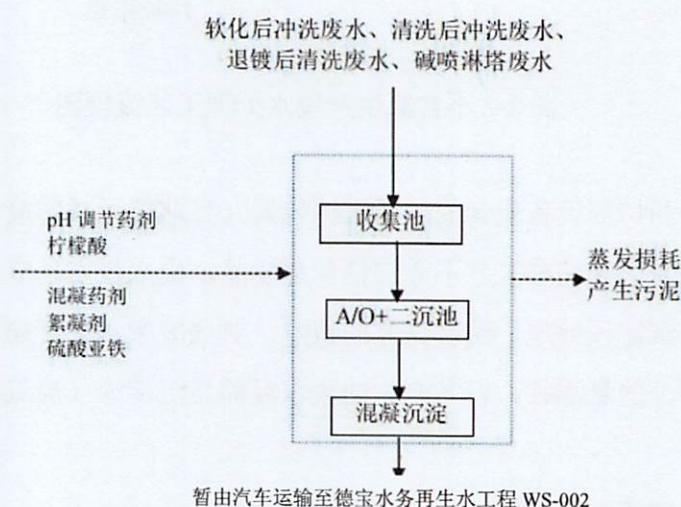 软化后冲洗废水、清洗后冲洗废水、
退镀后清洗废水、碱喷淋塔废水
收集池
pH 调节药剂
柠檬酸
混凝药剂
絮凝剂
硫酸亚铁
A/O+二沉池
蒸发损耗
产生污泥
混凝沉淀
暂由汽车运输至德宝水务再生水工程 WS-002